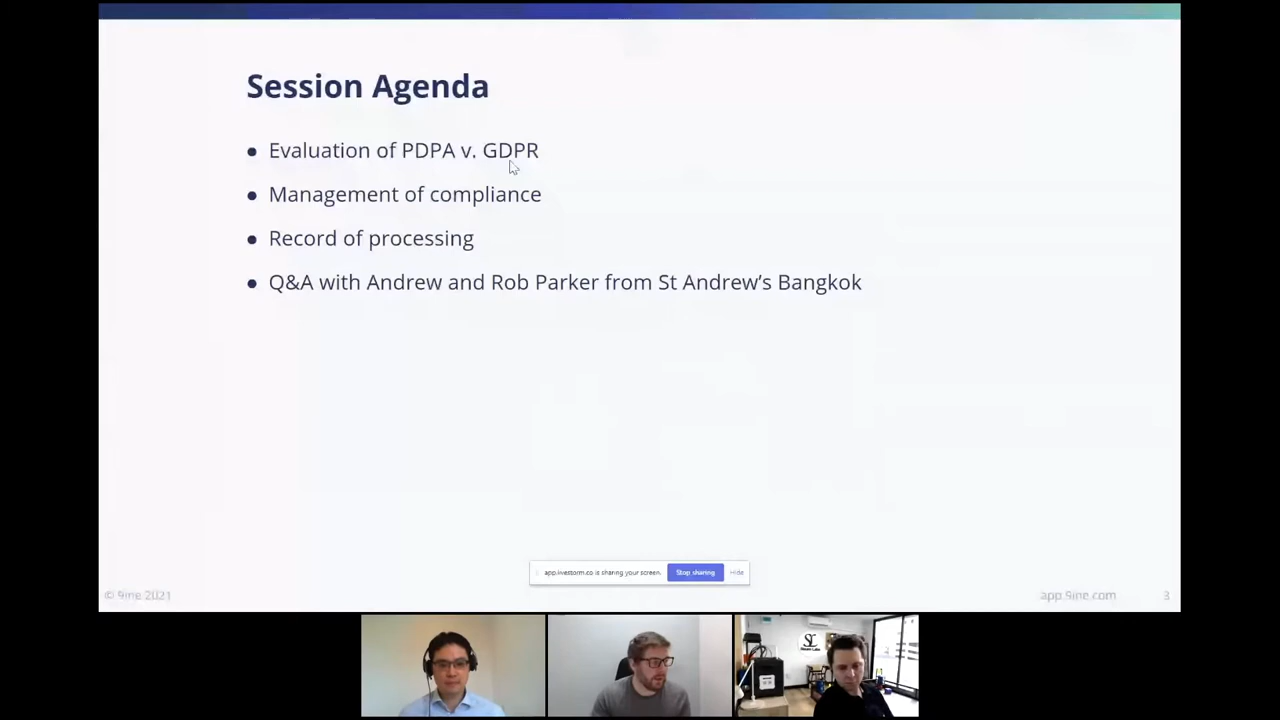 Session Agenda
● Evaluation of PDPA v. GDPR
● Management of compliance
● Record of processing
● Q&A with Andrew and Rob Parker from St Andrew's Bangkok
app.livestorm.co is sharing your screen. Stop sharing Hide
© 9ine 2021 app.9ine.com 3